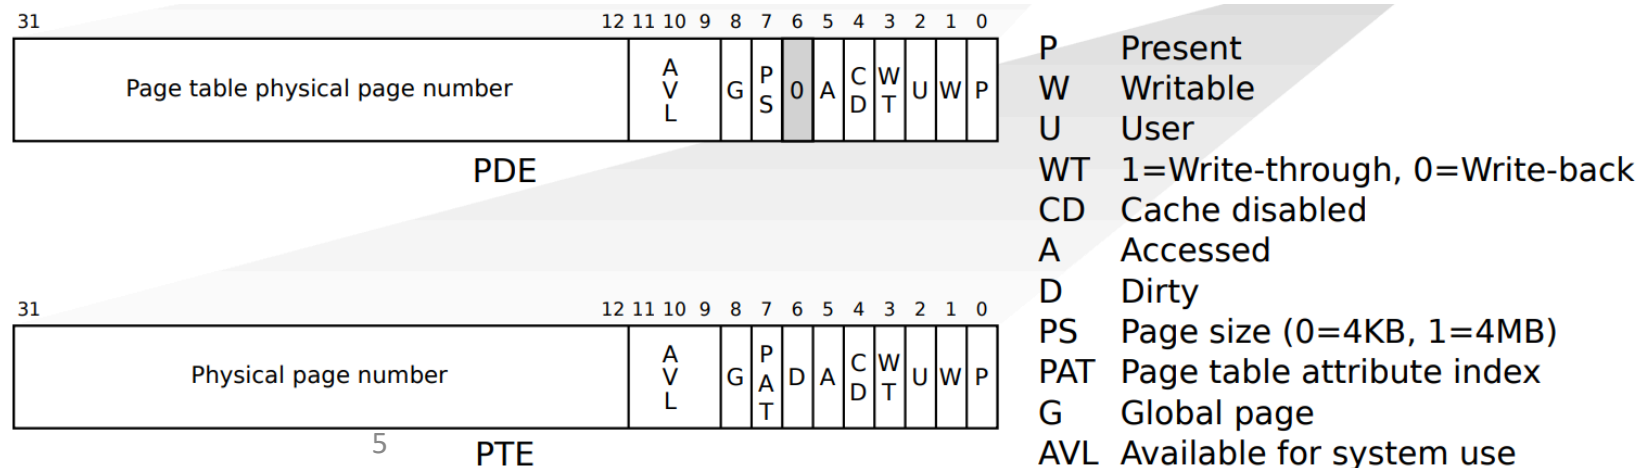 31 12 11 10 9 8 7 6 5 4 3 2 1 0
Page table physical page number A V L G P S 0 A C D W T U W P
PDE
31 12 11 10 9 8 7 6 5 4 3 2 1 0
Physical page number A V L G P A T D A C D W T U W P
5
PTE
P Present
W Writable
U User
WT 1=Write-through, 0=Write-back
CD Cache disabled
A Accessed
D Dirty
PS Page size (0=4KB, 1=4MB)
PAT Page table attribute index
G Global page
AVL Available for system use